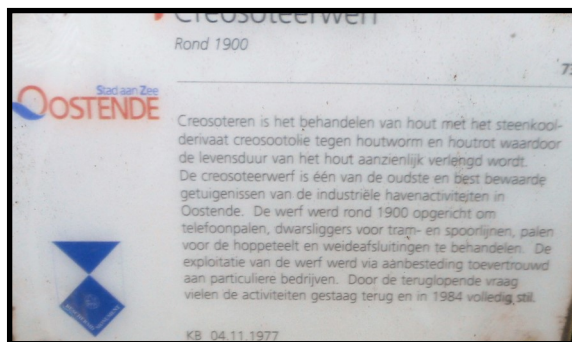 Creosoteerwerf
Rond 1900
73
Stad aan Zee
OOSTENDE
Creosoteren is het behandelen van hout met het steenkool-
derivaat creosootolie tegen houtworm en houtrot waardoor
de levensduur van het hout aanzienlijk verlengd wordt.
De creosoteerwerf is één van de oudste en best bewaarde
getuigenissen van de industriële havenactiviteiten in
Oostende. De werf werd rond 1900 opgericht om
telefoonpalen, dwarsliggers voor tram- en spoorlijnen, palen
voor de hoppeteelt en weideafsluitingen te behandelen. De
exploitatie van de werf werd via aanbesteding toevertrouwd
aan particuliere bedrijven. Door de teruglopende vraag
vielen de activiteiten gestaag terug en in 1984 volledig stil.
KB 04.11.1977